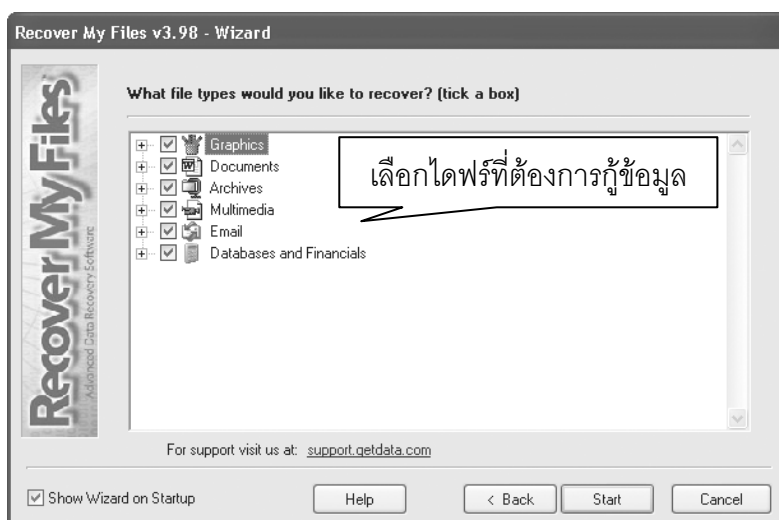 Recover My Files v3.98 - Wizard
Recover My Files
Advanced Data Recovery Software
What file types would you like to recover? (tick a box)
Graphics
Documents
Archives
Multimedia
Email
Databases and Financials
เลือกไดฟร์ที่ต้องการกู้ข้อมูล
For support visit us at: support.getdata.com
Show Wizard on Startup
Help
< Back
Start
Cancel